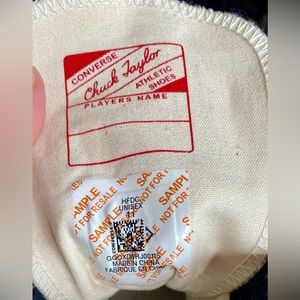 CONVERSE
Chuck Taylor
ATHLETIC
SHOES
PLAYERS NAME
SAMPLE
NOT FOR RESALE
HFDC
UNISEX
11
MADE IN CHINA
FABRIQUE EN CHINE